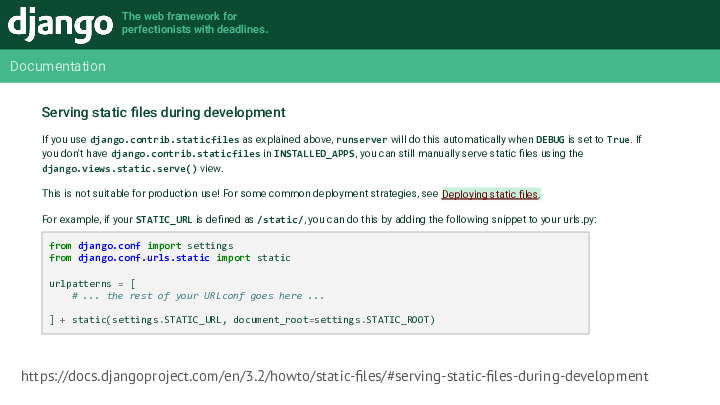 django The web framework for
perfectionists with deadlines.
Documentation
Serving static files during development
If you use django.contrib.staticfiles as explained above, runserver will do this automatically when DEBUG is set to True. If
you don't have django.contrib.staticfiles in INSTALLED_APPS, you can still manually serve static files using the
django.views.static.serve() view.
This is not suitable for production use! For some common deployment strategies, see Deploying static files.
For example, if your STATIC_URL is defined as /static/, you can do this by adding the following snippet to your urls.py:
from django.conf import settings
from django.conf.urls.static import static
urlpatterns = [
    # ... the rest of your URLconf goes here ...
] + static(settings.STATIC_URL, document_root=settings.STATIC_ROOT)
https://docs.djangoproject.com/en/3.2/howto/static-files/#serving-static-files-during-development